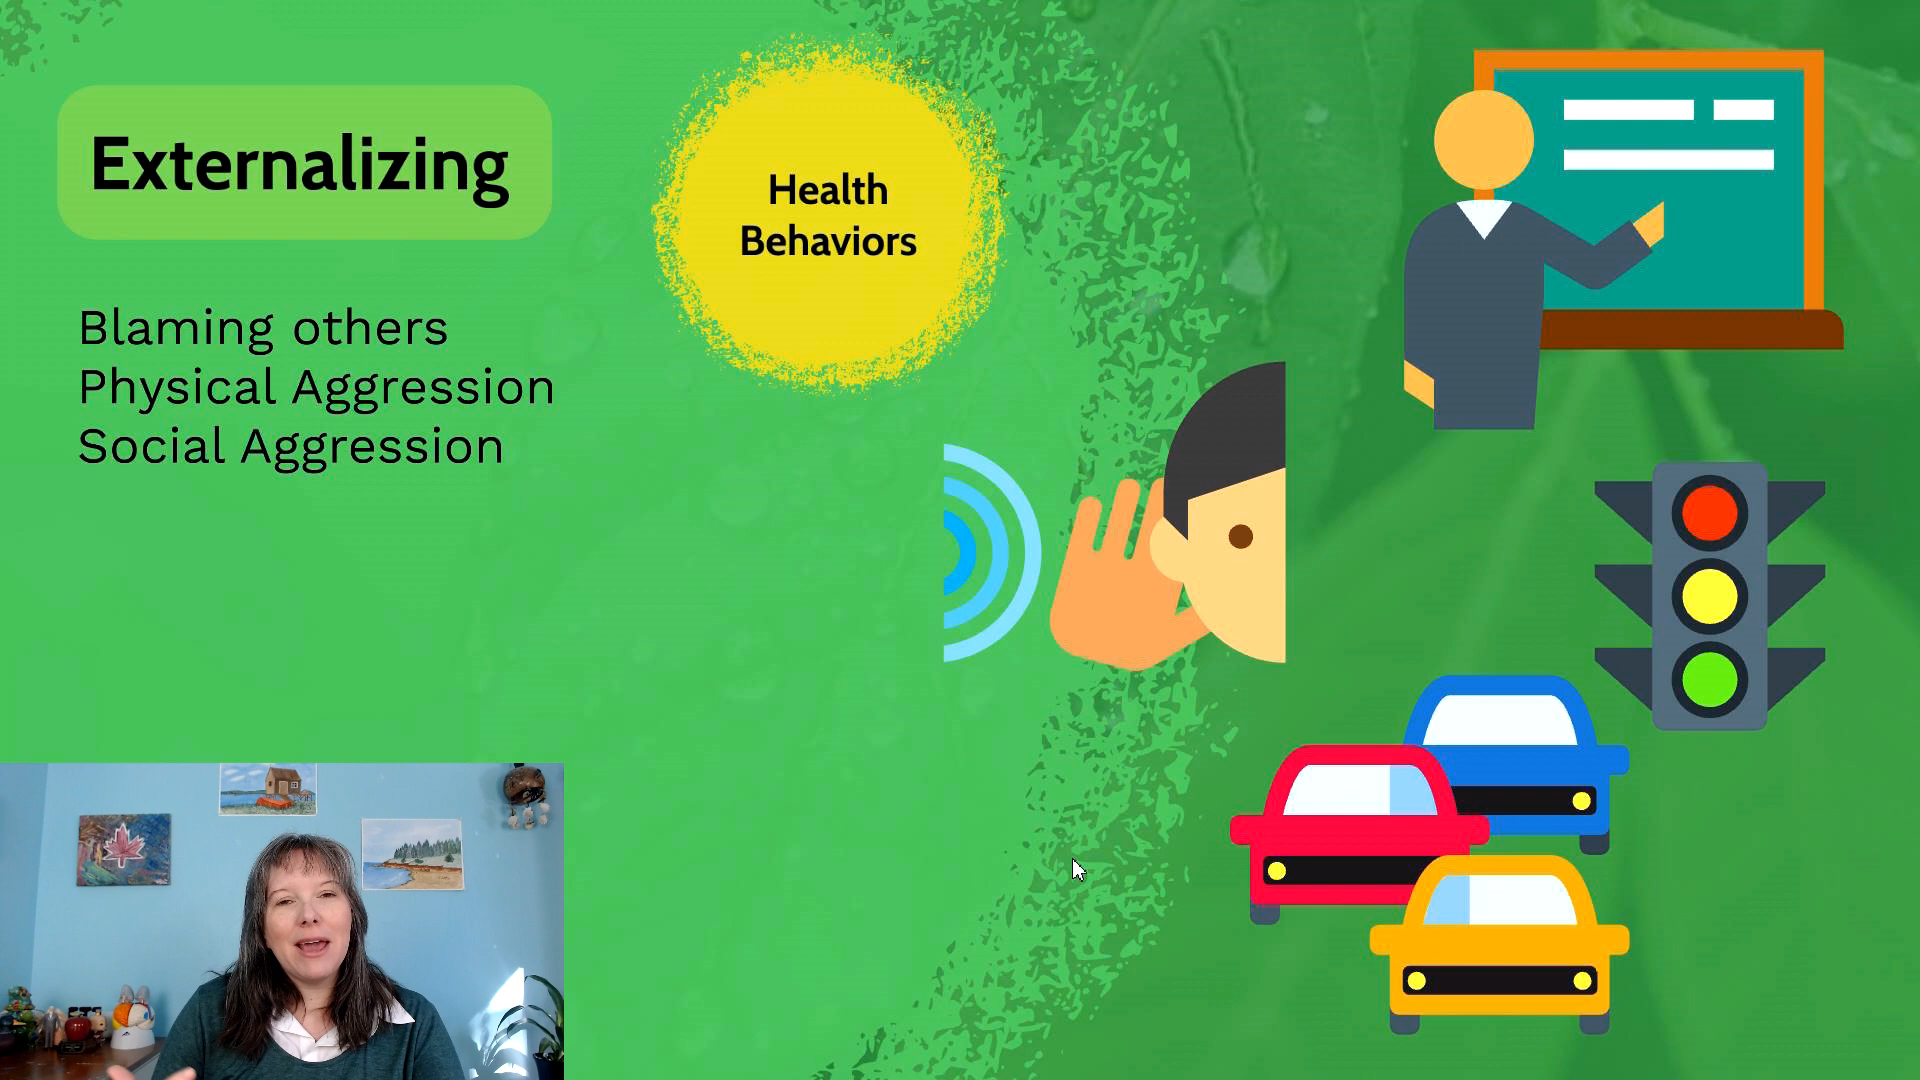 Externalizing
Health
Behaviors
Blaming others
Physical Aggression
Social Aggression